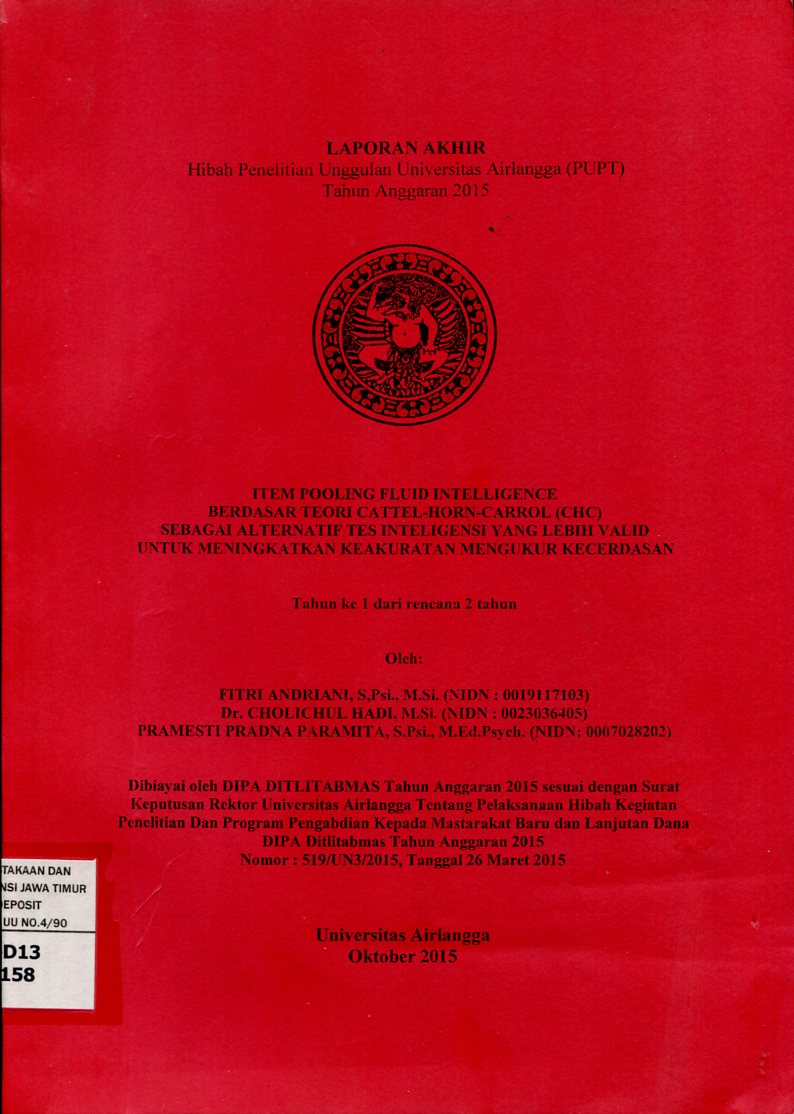 LAPORAN AKHIR
Hibah Penelitian Unggulan Universitas Airlangga (PUPT)
Tahun Anggaran 2015
ITEM POOLING FLUID INTELLIGENCE
BERDASAR TEORI CATTEL-HORN-CARROL (CHC)
SEBAGAI ALTERNATIF TES INTELIGENSI YANG LEBIH VALID
UNTUK MENINGKATKAN KEAKURATAN MENGUKUR KECERDASAN
Tahun ke 1 dari rencana 2 tahun
Oleh:
FITRI ANDRIANI, S,Psi., M.Si. (NIDN : 0019117103)
Dr. CHOLICHUL HADI, M.Si. (NIDN : 0023036405)
PRAMESTI PRADNA PARAMITA, S.Psi., M.Ed.Psych. (NIDN: 0007028202)
Dibiayai oleh DIPA DITLITABMAS Tahun Anggaran 2015 sesuai dengan Surat
Keputusan Rektor Universitas Airlangga Tentang Pelaksanaan Hibah Kegiatan
Penelitian Dan Program Pengabdian Kepada Mastarakat Baru dan Lanjutan Dana
DIPA Ditlitabmas Tahun Anggaran 2015
Nomor : 519/UN3/2015, Tanggal 26 Maret 2015
TAKAAN DAN
NSI JAWA TIMUR
EPOSIT
UU NO.4/90
D13
158
Universitas Airlangga
Oktober 2015